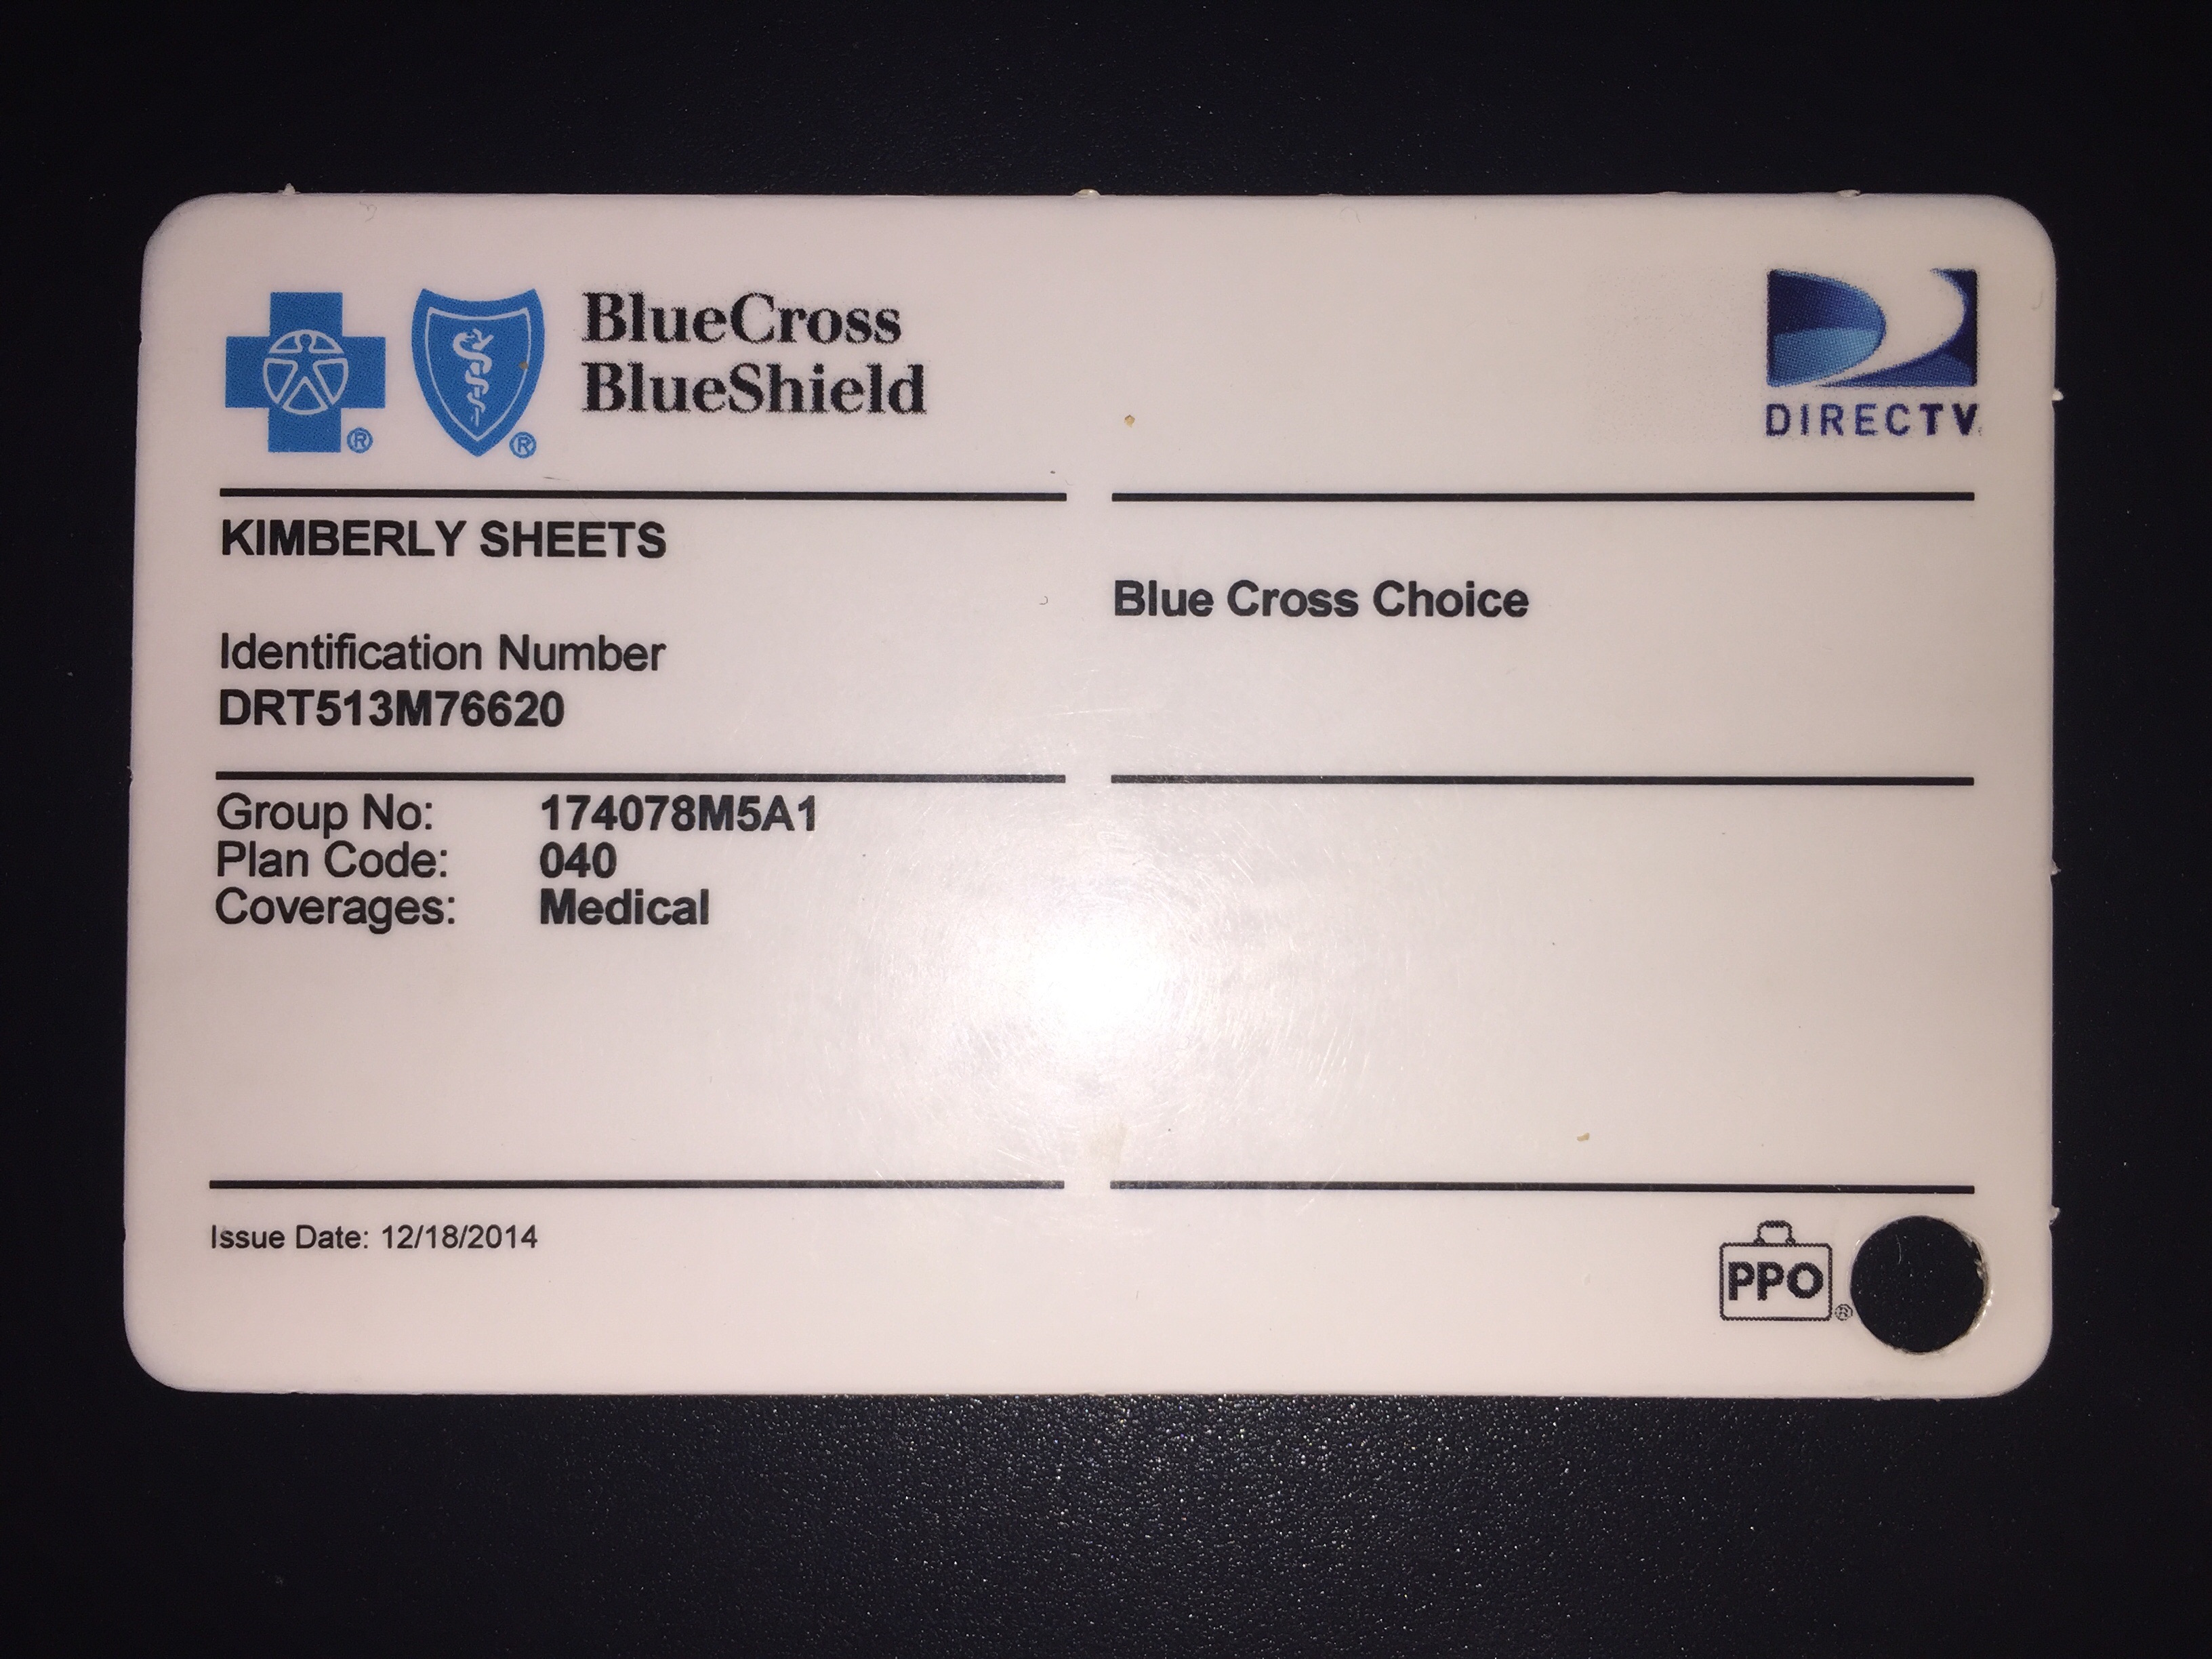 BlueCross
BlueShield
DIRECTV
KIMBERLY SHEETS
Identification Number
DRT513M76620
Blue Cross Choice
Group No: 174078M5A1
Plan Code: 040
Coverages: Medical
Issue Date: 12/18/2014
PPO®